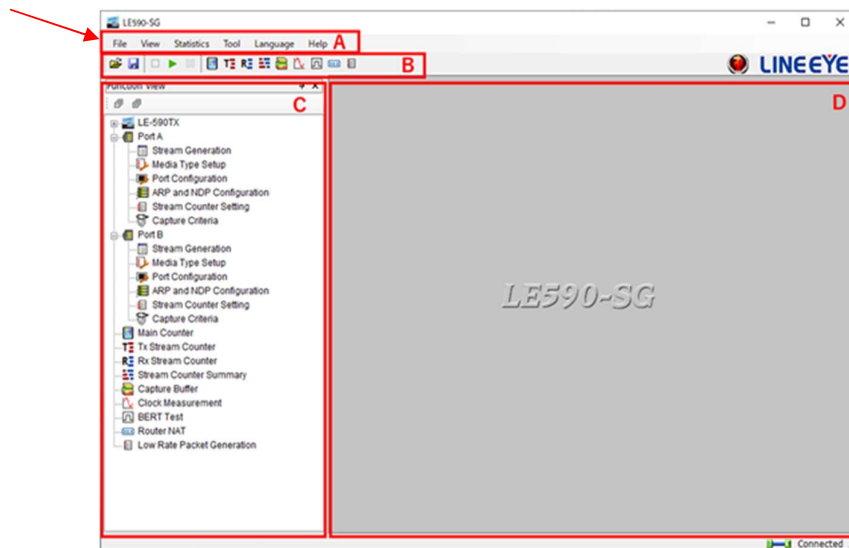 LE590-SG
File View Statistics Tool Language Help A
B
LINEEYE
Function View
C
D
LE-590TX
Port A
Stream Generation
Media Type Setup
Port Configuration
ARP and NDP Configuration
Stream Counter Setting
Capture Criteria
Port B
Stream Generation
Media Type Setup
Port Configuration
ARP and NDP Configuration
Stream Counter Setting
Capture Criteria
LE590-SG
Main Counter
Tx Stream Counter
Rx Stream Counter
Stream Counter Summary
Capture Buffer
Clock Measurement
BERT Test
Router NAT
Low Rate Packet Generation
Connected